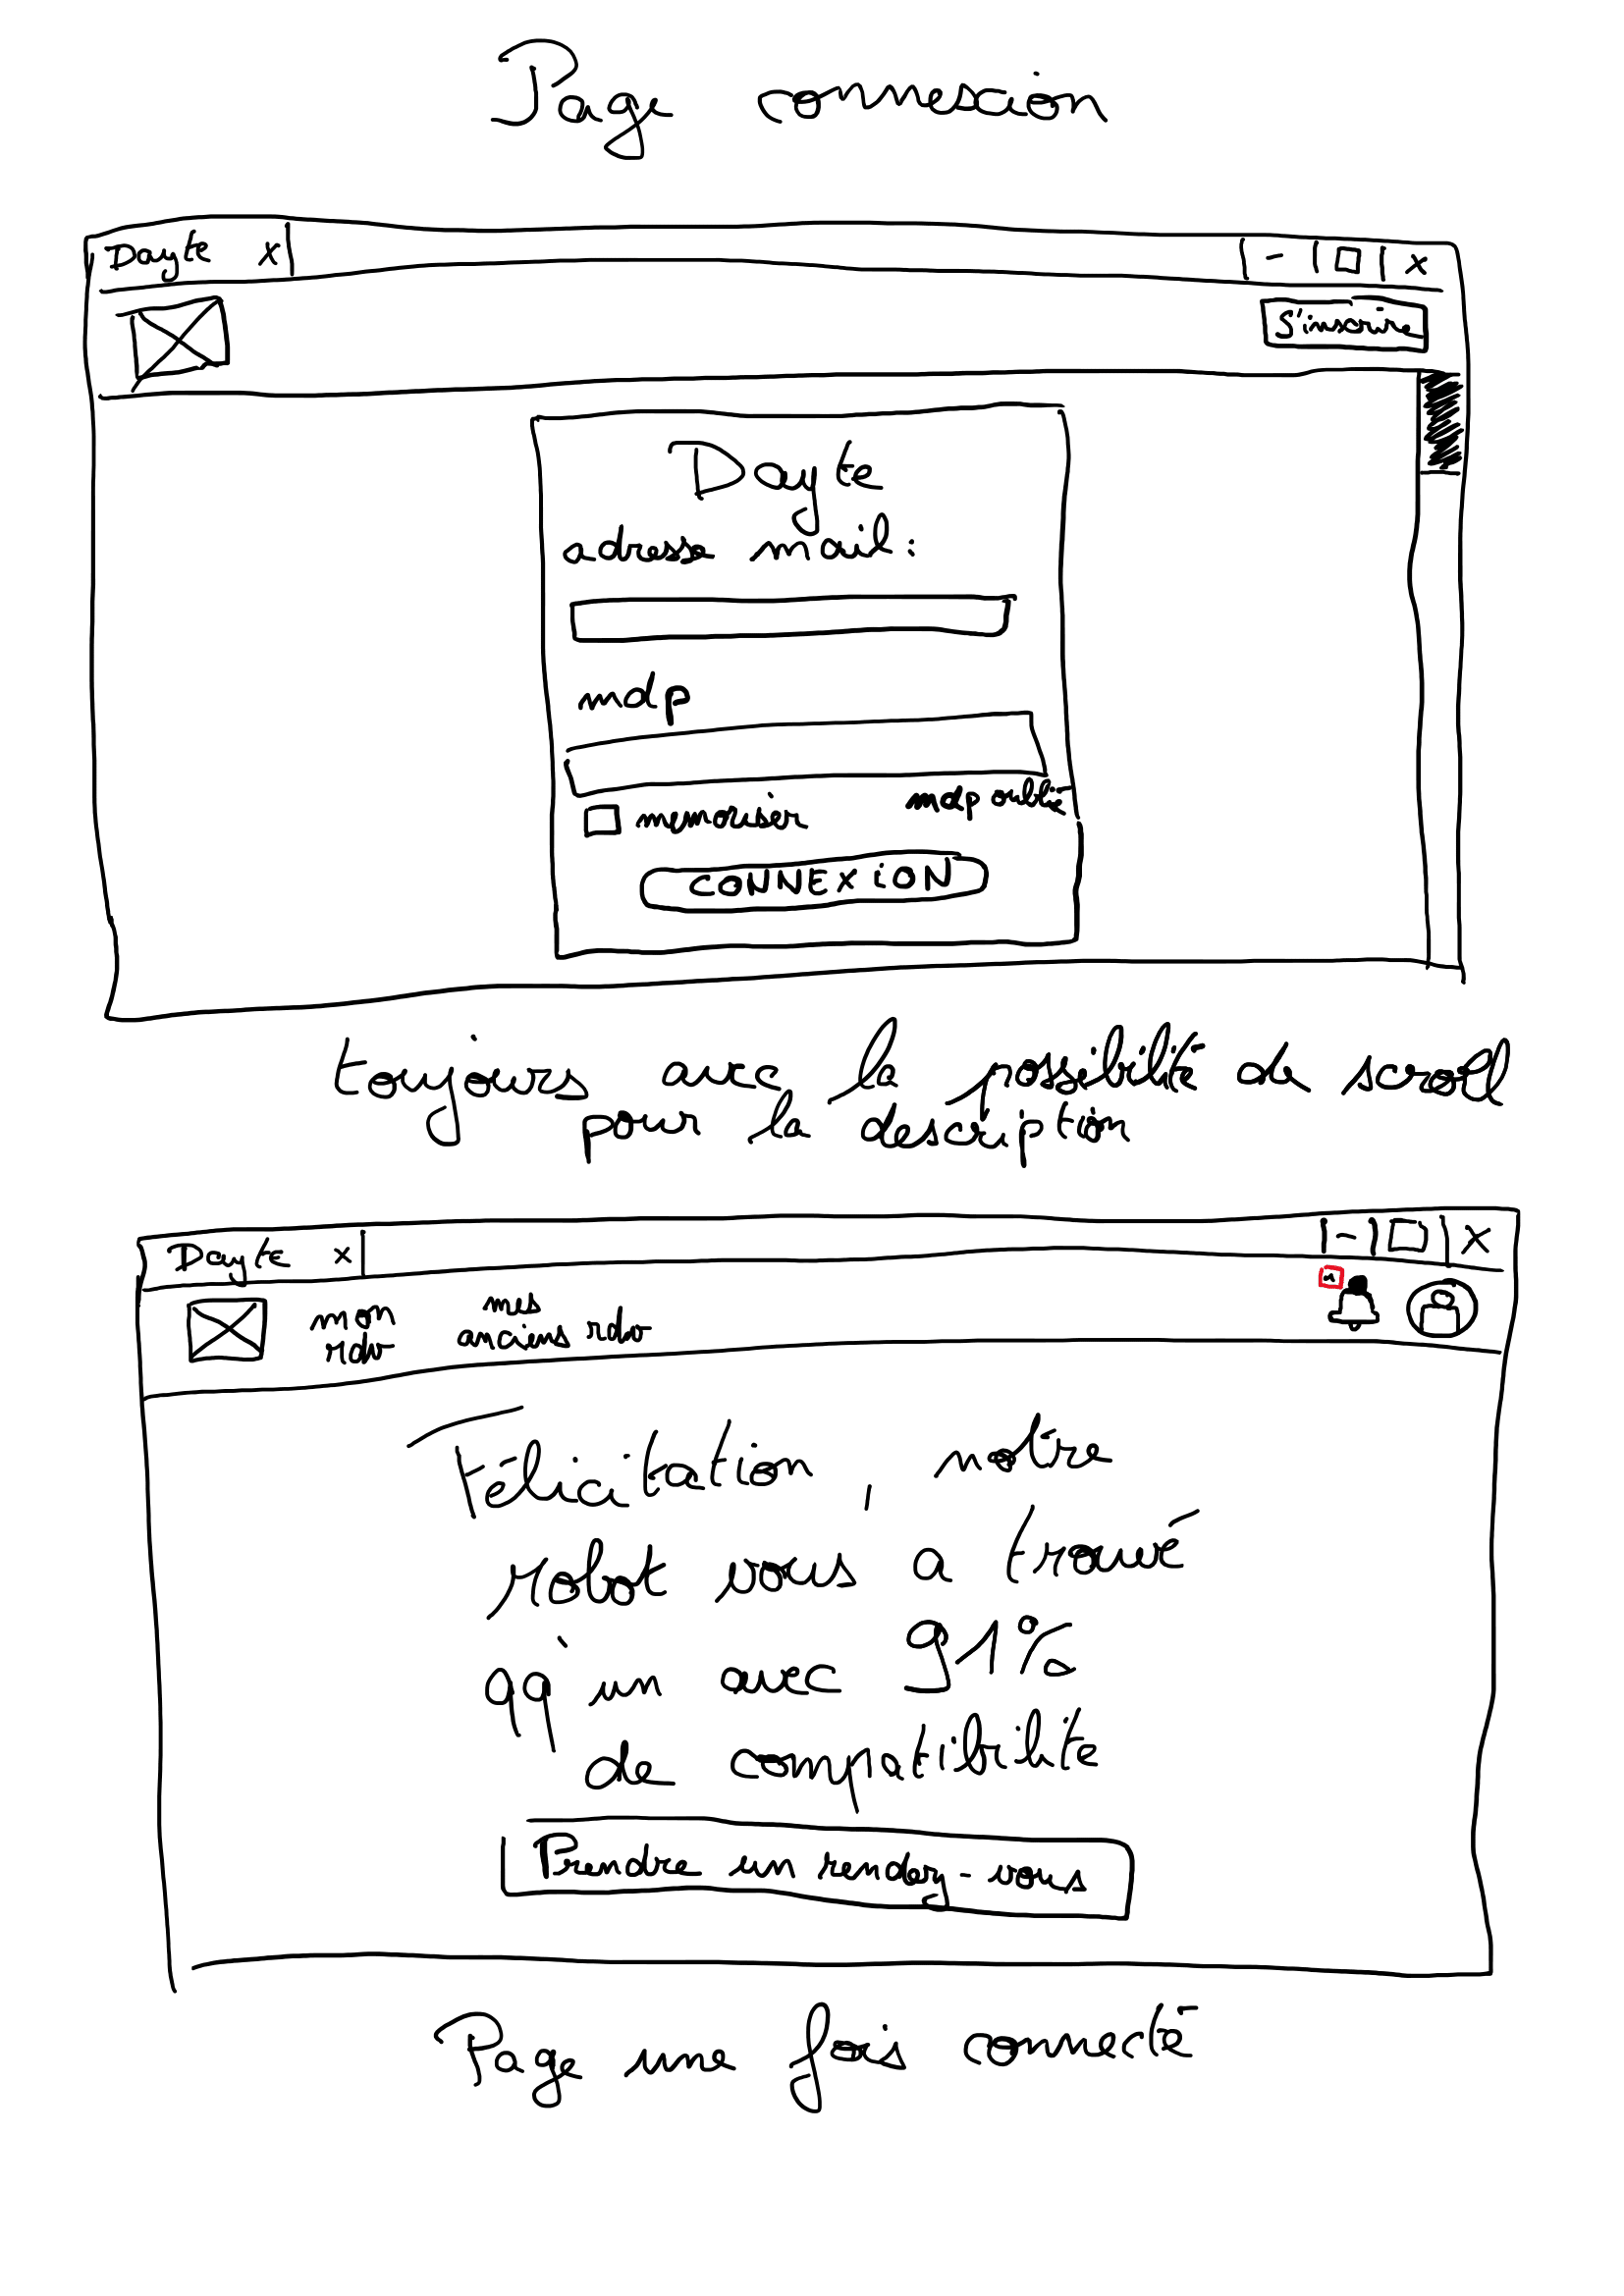 Page connexion
Dayte x
S'inscrire
Dayte
adresse mail :
mdp
memoriser mdp oublié
CONNEXION
toujours avec la possibilité de scroll
pour la description
Dayte x
mon rdv
mes anciens rdv
Félicitation, notre
robot vous a trouvé
qq'un avec 91%
de compatibilite
Prendre un rendez-vous
Page une fois connecté